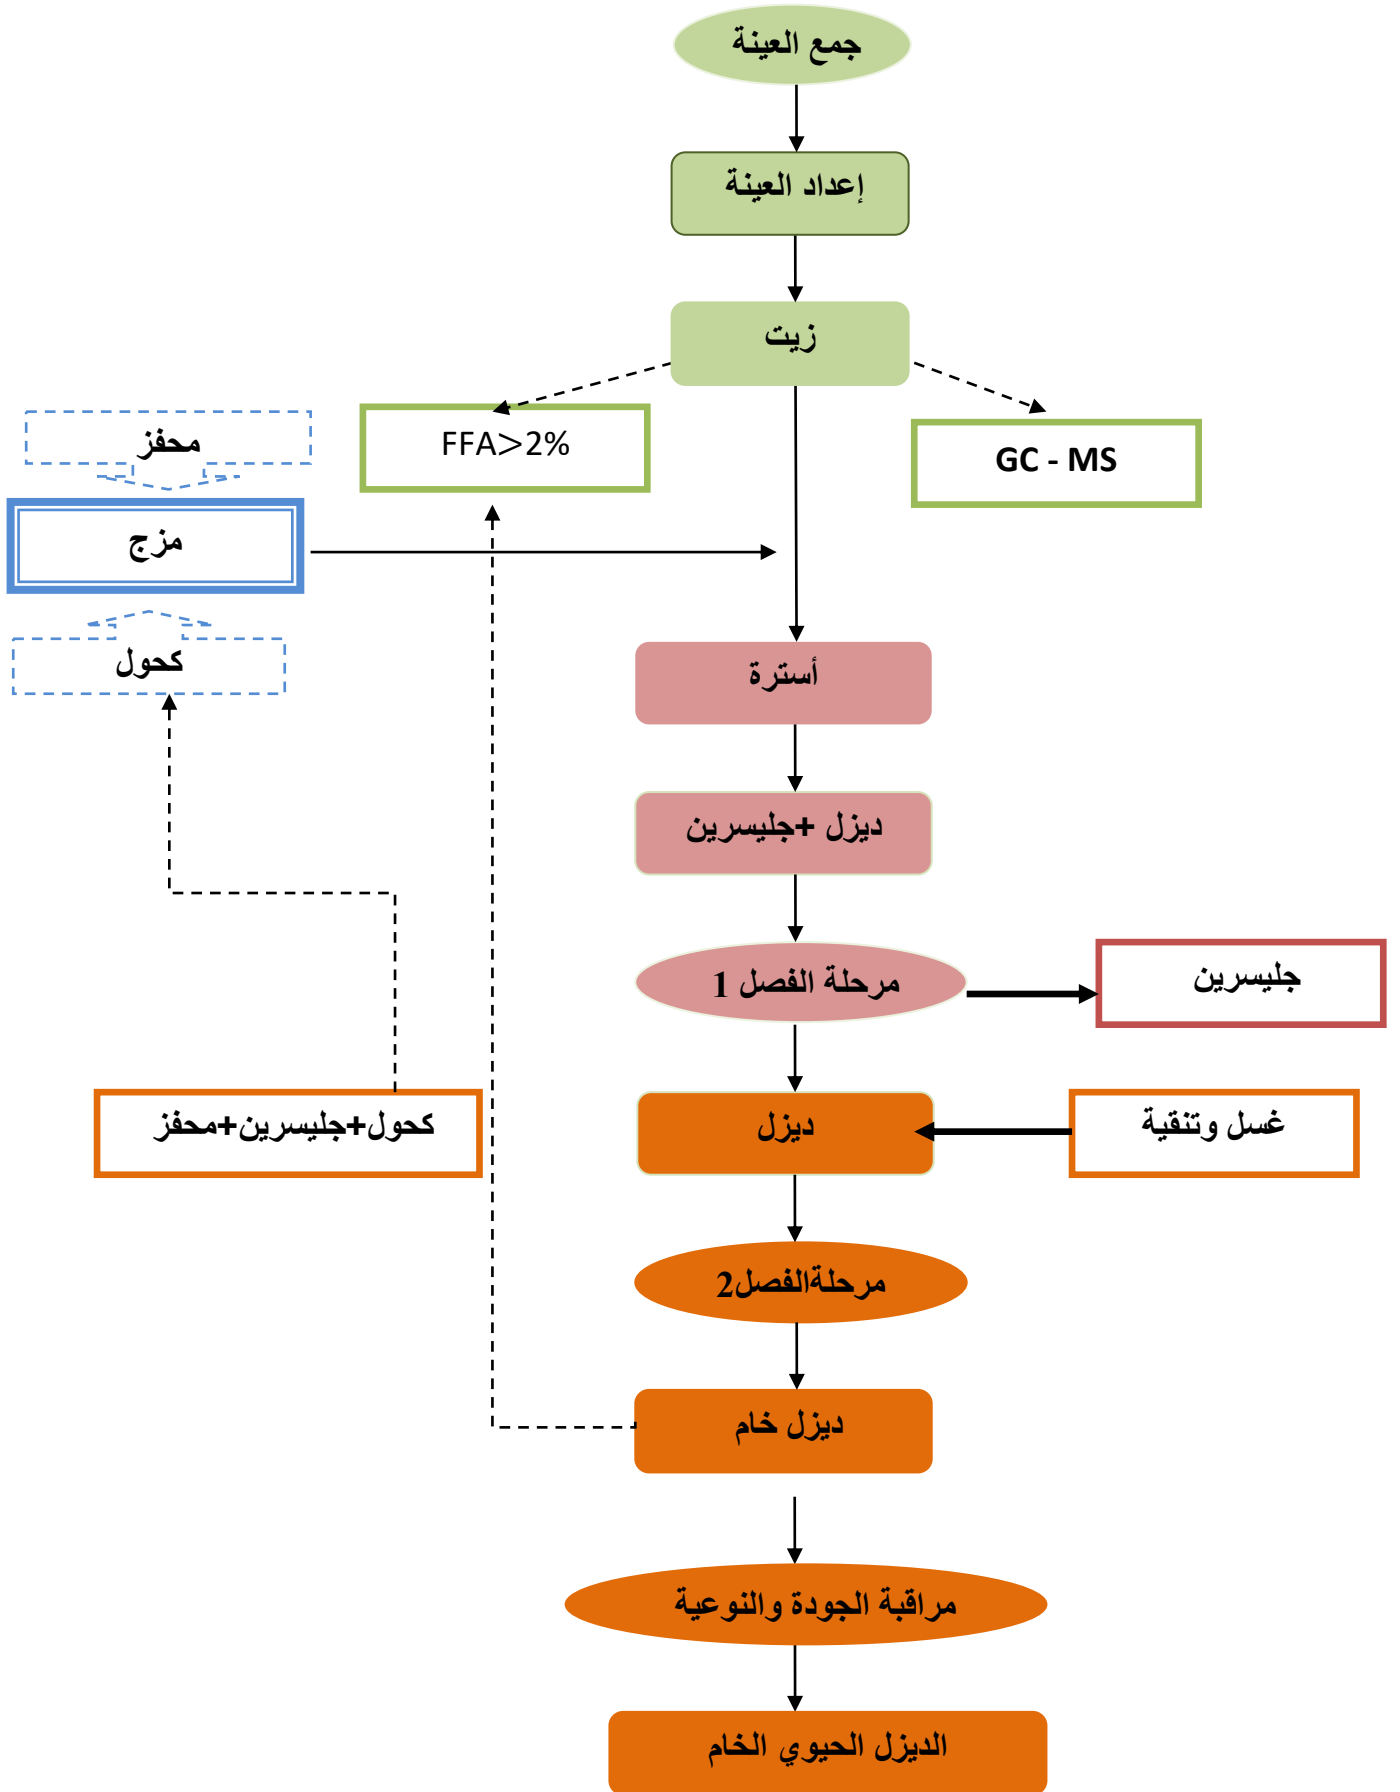 جمع العينة
إعداد العينة
زيت
FFA>2%
GC - MS
محفز
مزج
كحول
أسترة
ديزل +جليسرين
مرحلة الفصل 1
جليسرين
ديزل
غسل وتنقية
كحول+جليسرين+محفز
مرحلةالفصل2
ديزل خام
مراقبة الجودة والنوعية
الديزل الحيوي الخام